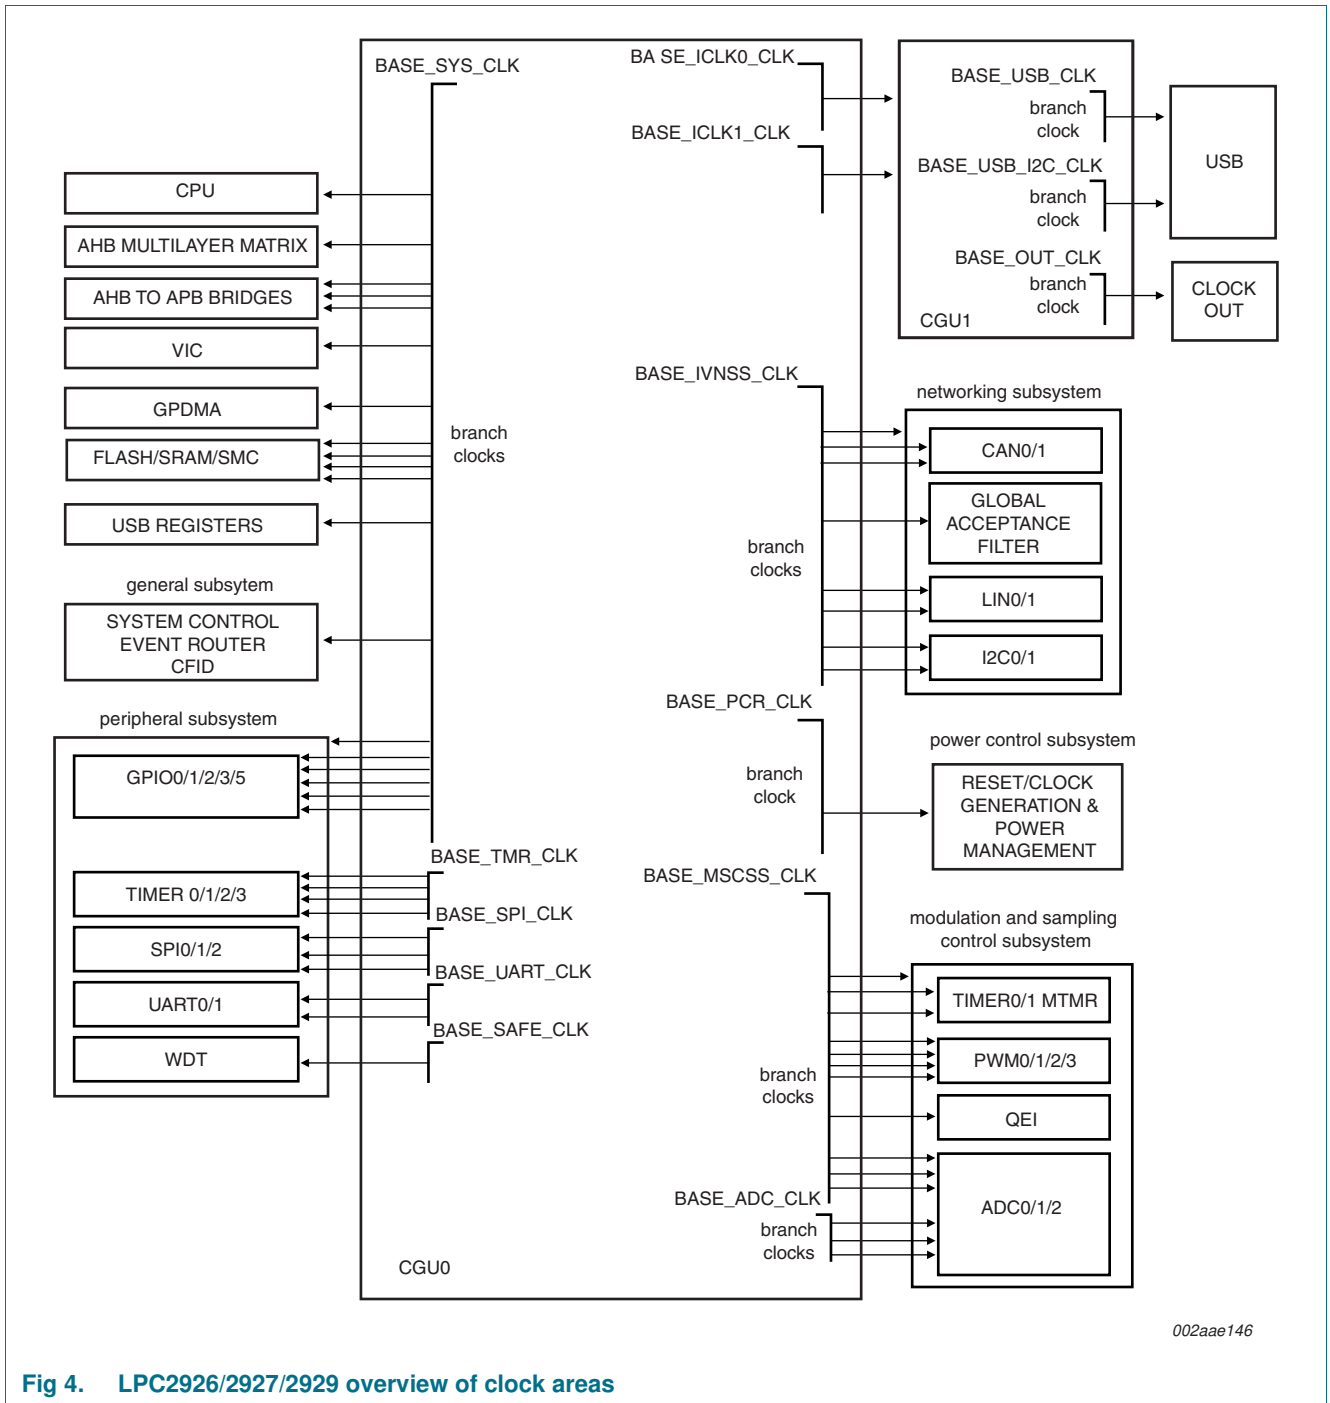 BASE_SYS_CLK
BA SE_ICLK0_CLK
BASE_ICLK1_CLK
BASE_USB_CLK
branch
clock
BASE_USB_I2C_CLK
branch
clock
BASE_OUT_CLK
branch
clock
CGU1
USB
CLOCK
OUT
CPU
AHB MULTILAYER MATRIX
AHB TO APB BRIDGES
VIC
GPDMA
FLASH/SRAM/SMC
USB REGISTERS
branch
clocks
general subsytem
SYSTEM CONTROL
EVENT ROUTER
CFID
peripheral subsystem
GPIO0/1/2/3/5
TIMER 0/1/2/3
SPI0/1/2
UART0/1
WDT
BASE_TMR_CLK
BASE_SPI_CLK
BASE_UART_CLK
BASE_SAFE_CLK
BASE_IVNSS_CLK
branch
clocks
networking subsystem
CAN0/1
GLOBAL
ACCEPTANCE
FILTER
LIN0/1
I2C0/1
BASE_PCR_CLK
branch
clock
power control subsystem
RESET/CLOCK
GENERATION &
POWER
MANAGEMENT
BASE_MSCSS_CLK
branch
clocks
modulation and sampling
control subsystem
TIMER0/1 MTMR
PWM0/1/2/3
QEI
ADC0/1/2
BASE_ADC_CLK
branch
clocks
CGU0
002aae146
Fig 4. LPC2926/2927/2929 overview of clock areas